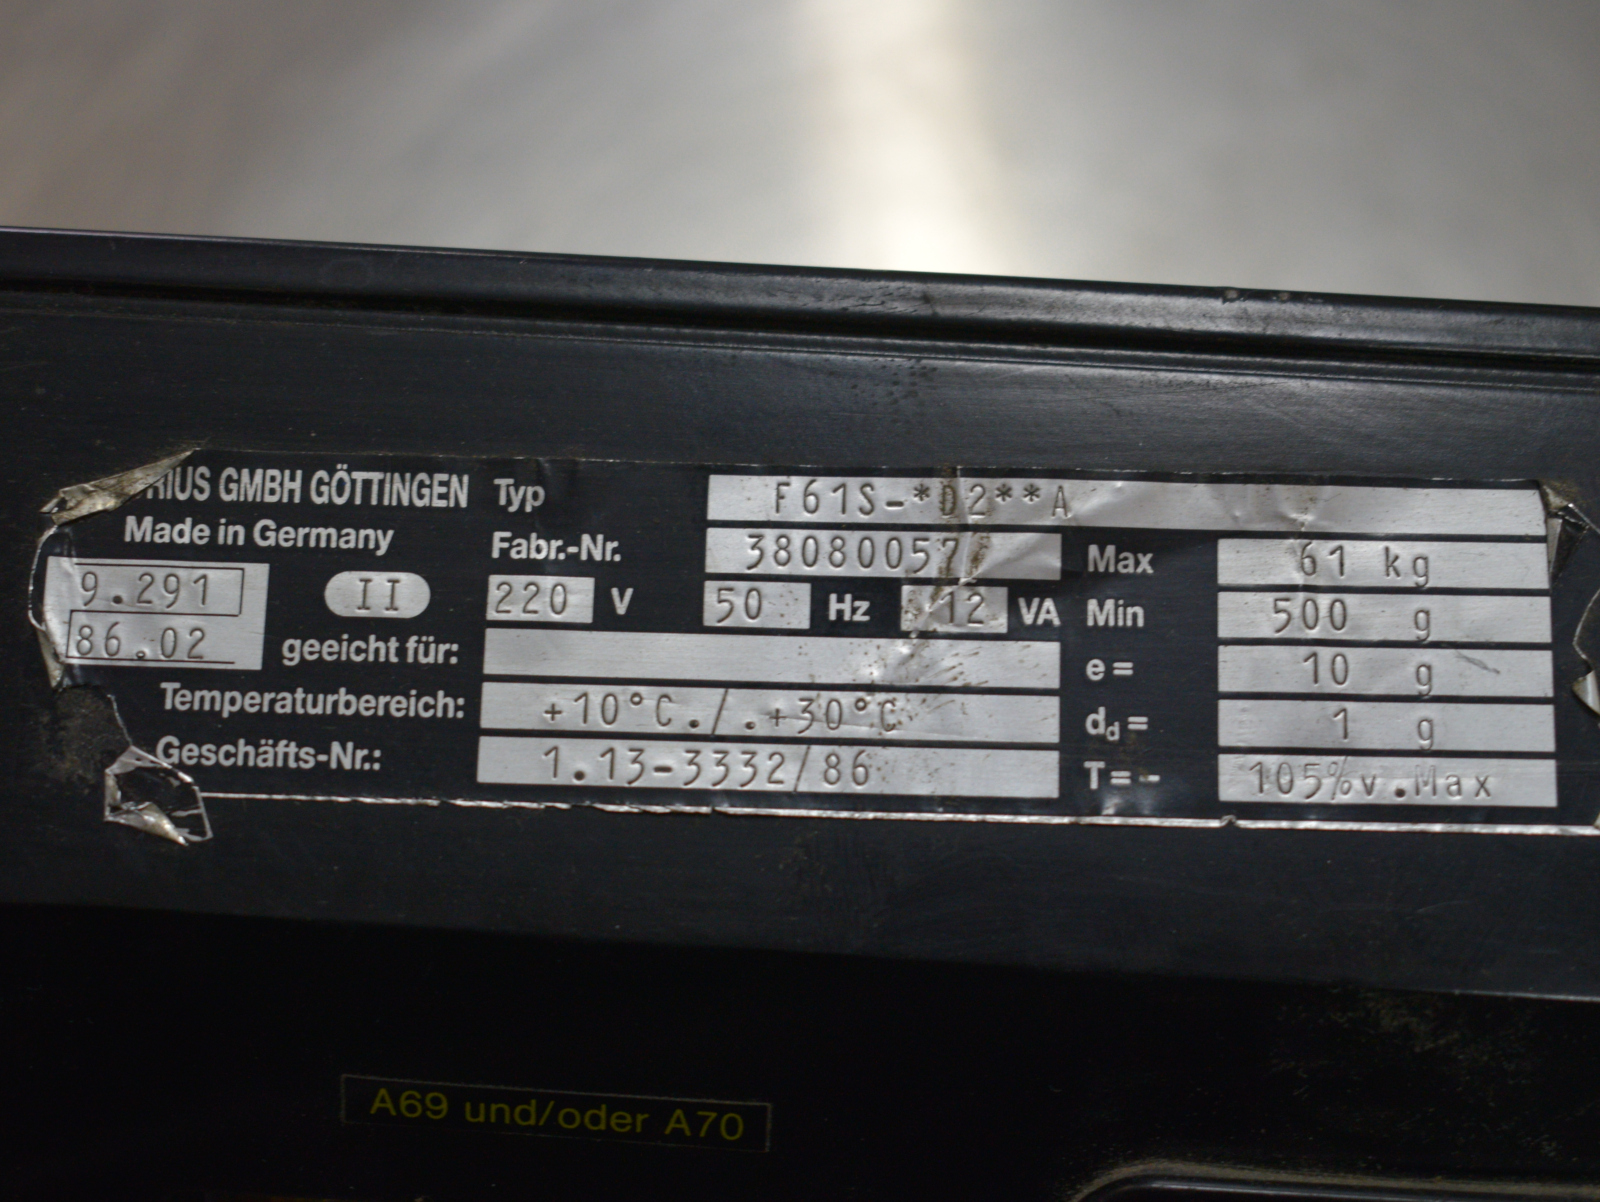 RIUS GMBH GÖTTINGEN Typ F61S-*D2**A
Made in Germany Fabr.-Nr. 38080057 Max 61 kg
9.291 II 220 V 50 Hz 12 VA Min 500 g
86.02 geeicht für: e = 10 g
Temperaturbereich: +10°C./.+30°C dd = 1 g
Geschäfts-Nr.: 1.13-3332/86 T = - 105%v.Max
A69 und/oder A70